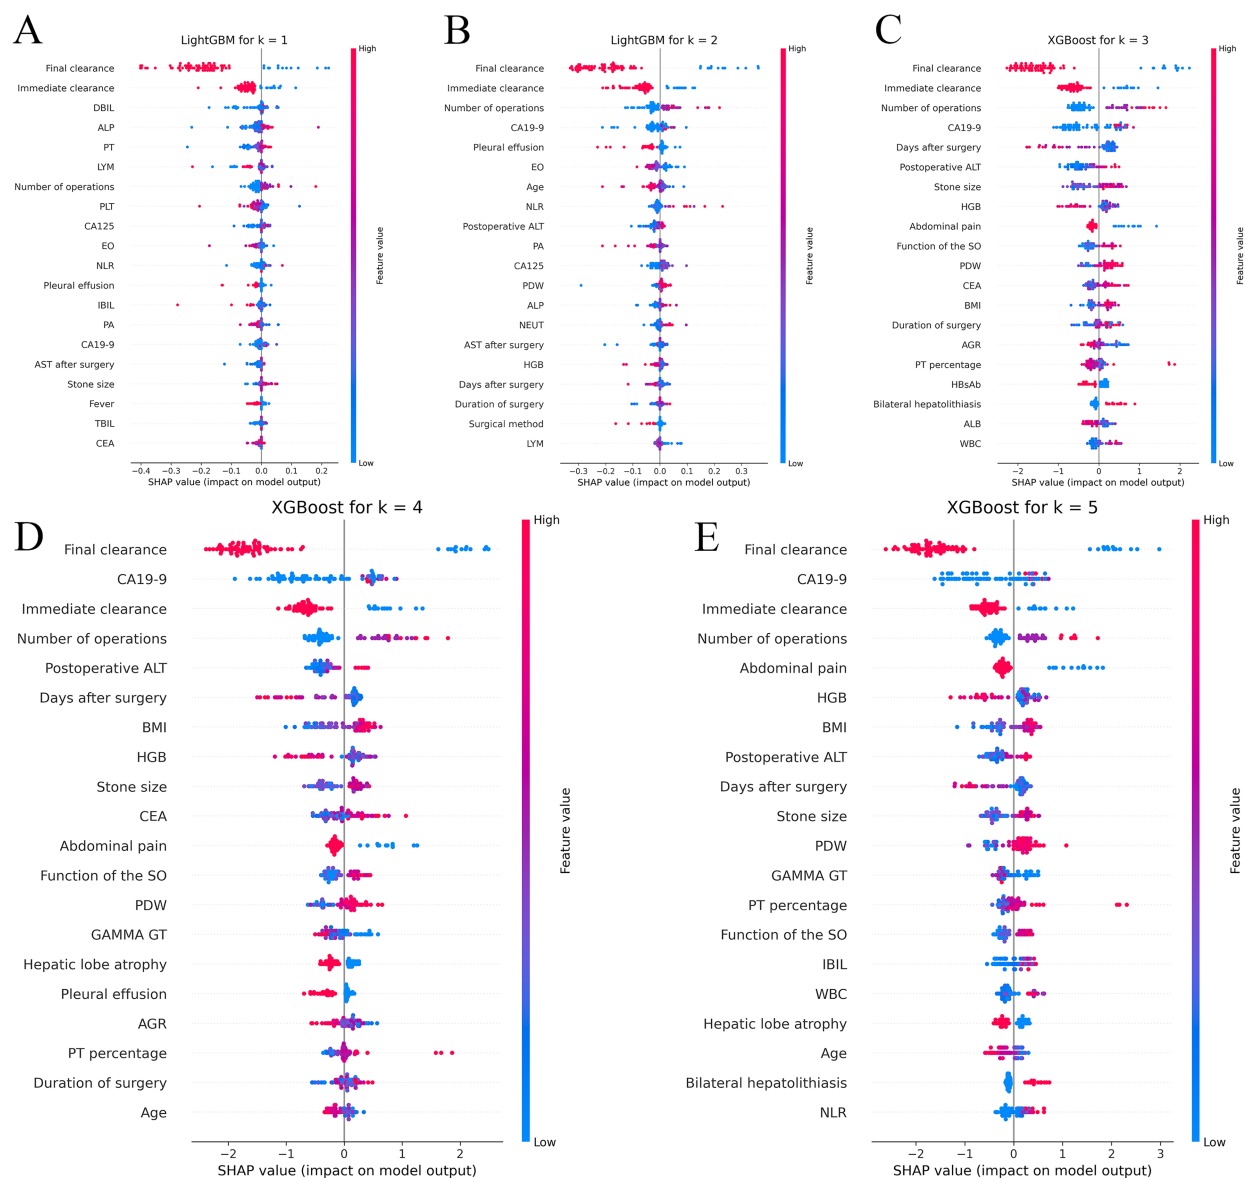 A
LightGBM for k = 1
Final clearance
Immediate clearance
DBIL
ALP
PT
LYM
Number of operations
PLT
CA125
EO
NLR
Pleural effusion
IBIL
PA
CA19-9
AST after surgery
Stone size
Fever
TBIL
CEA
−0.4 −0.3 −0.2 −0.1 0.0 0.1 0.2
SHAP value (impact on model output)
High
Feature value
Low
B
LightGBM for k = 2
Final clearance
Immediate clearance
Number of operations
CA19-9
Pleural effusion
EO
Age
NLR
Postoperative ALT
PA
CA125
PDW
ALP
NEUT
AST after surgery
HGB
Days after surgery
Duration of surgery
Surgical method
LYM
−0.3 −0.2 −0.1 0.0 0.1 0.2 0.3
SHAP value (impact on model output)
High
Feature value
Low
C
XGBoost for k = 3
Final clearance
Immediate clearance
Number of operations
CA19-9
Days after surgery
Postoperative ALT
Stone size
HGB
Abdominal pain
Function of the SO
PDW
CEA
BMI
Duration of surgery
AGR
PT percentage
HBsAb
Bilateral hepatolithiasis
ALB
WBC
−2 −1 0 1 2
SHAP value (impact on model output)
High
Feature value
Low
D
XGBoost for k = 4
Final clearance
CA19-9
Immediate clearance
Number of operations
Postoperative ALT
Days after surgery
BMI
HGB
Stone size
CEA
Abdominal pain
Function of the SO
PDW
GAMMA GT
Hepatic lobe atrophy
Pleural effusion
AGR
PT percentage
Duration of surgery
Age
−2 −1 0 1 2
SHAP value (impact on model output)
High
Feature value
Low
E
XGBoost for k = 5
Final clearance
CA19-9
Immediate clearance
Number of operations
Abdominal pain
HGB
BMI
Postoperative ALT
Days after surgery
Stone size
PDW
GAMMA GT
PT percentage
Function of the SO
IBIL
WBC
Hepatic lobe atrophy
Age
Bilateral hepatolithiasis
NLR
−2 −1 0 1 2 3
SHAP value (impact on model output)
High
Feature value
Low